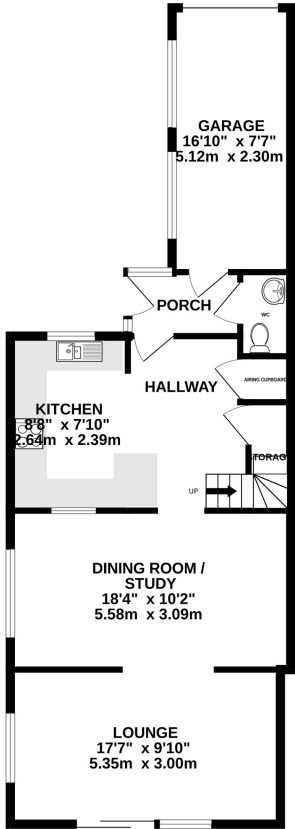 GARAGE
16'10" x 7'7"
5.12m x 2.30m
PORCH
WC
HALLWAY
AIRING CUPBOARD
KITCHEN
8'8" x 7'10"
2.64m x 2.39m
STORAGE
UP
DINING ROOM /
STUDY
18'4" x 10'2"
5.58m x 3.09m
LOUNGE
17'7" x 9'10"
5.35m x 3.00m